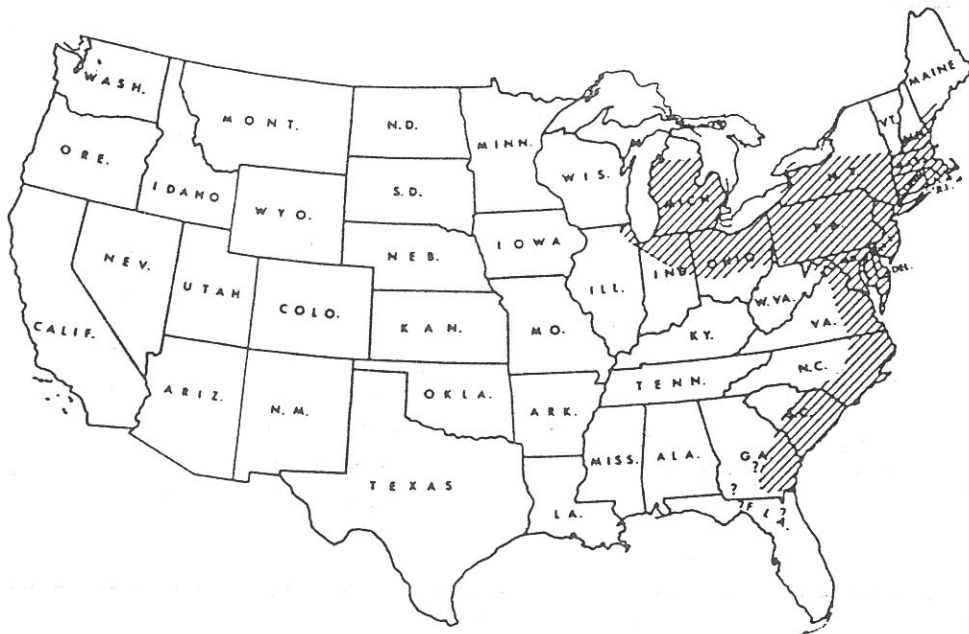 WASH.
MONT.
N.D.
MINN.
MAINE
VT.
ORE.
IDAHO
S.D.
WIS.
MICH
N.Y.
R.I.
WYO.
IOWA
PA.
NEV.
NEB.
ILL.
IND.
OHIO
DEL.
UTAH
COLO.
W.VA.
VA.
CALIF.
KAN.
MO.
KY.
ARIZ.
N.M.
OKLA.
ARK.
TENN.
N.C.
S.C.
MISS.
ALA.
GA
?
?
TEXAS
LA.
?
FL
?
?